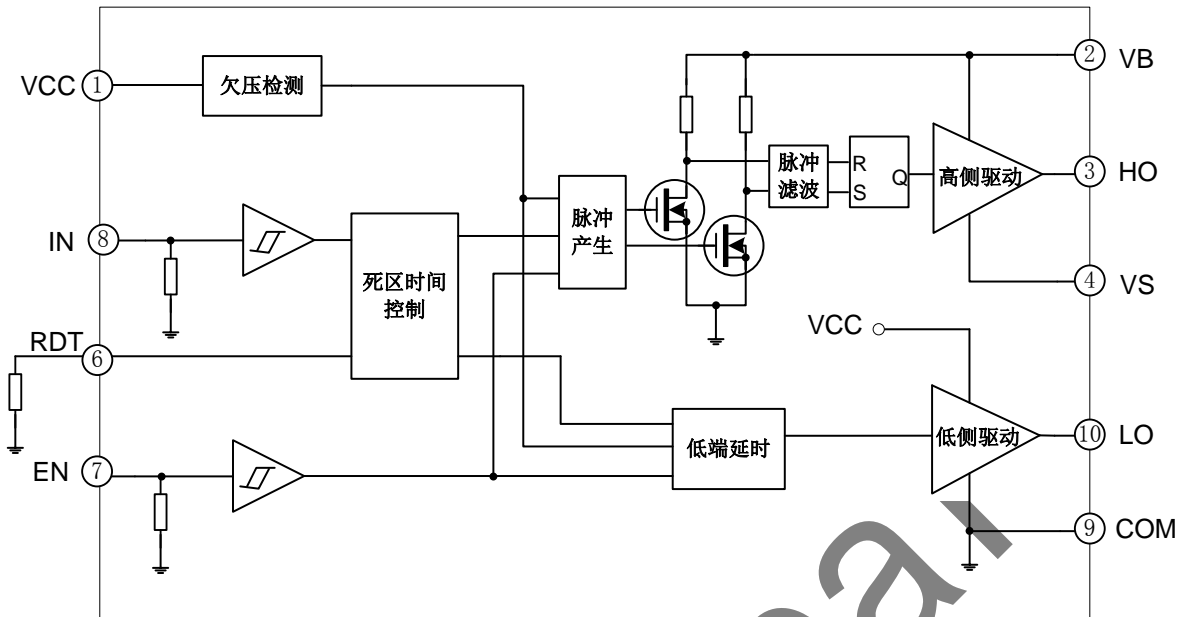 VCC
1
欠压检测
2
VB
脉冲
滤波
R
S
Q
高侧驱动
3
HO
IN
8
死区时间
控制
脉冲
产生
4
VS
RDT
6
VCC
EN
7
低端延时
低侧驱动
10
LO
9
COM